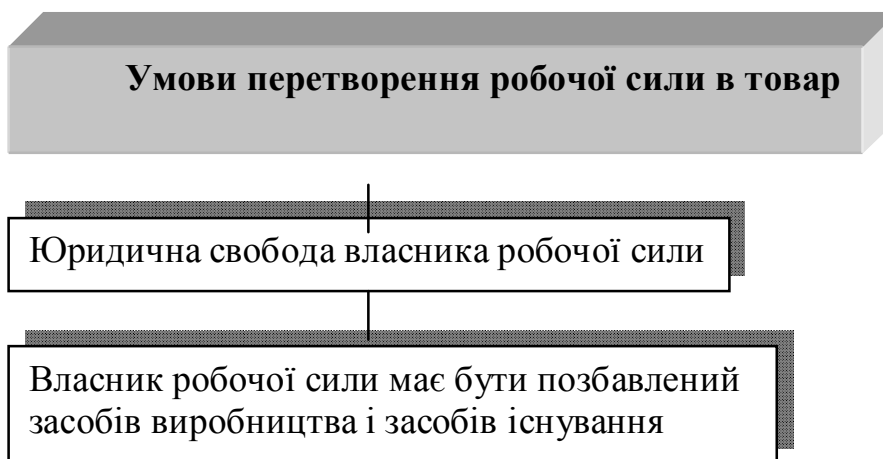 Умови перетворення робочої сили в товар
Юридична свобода власника робочої сили
Власник робочої сили має бути позбавлений
засобів виробництва і засобів існування